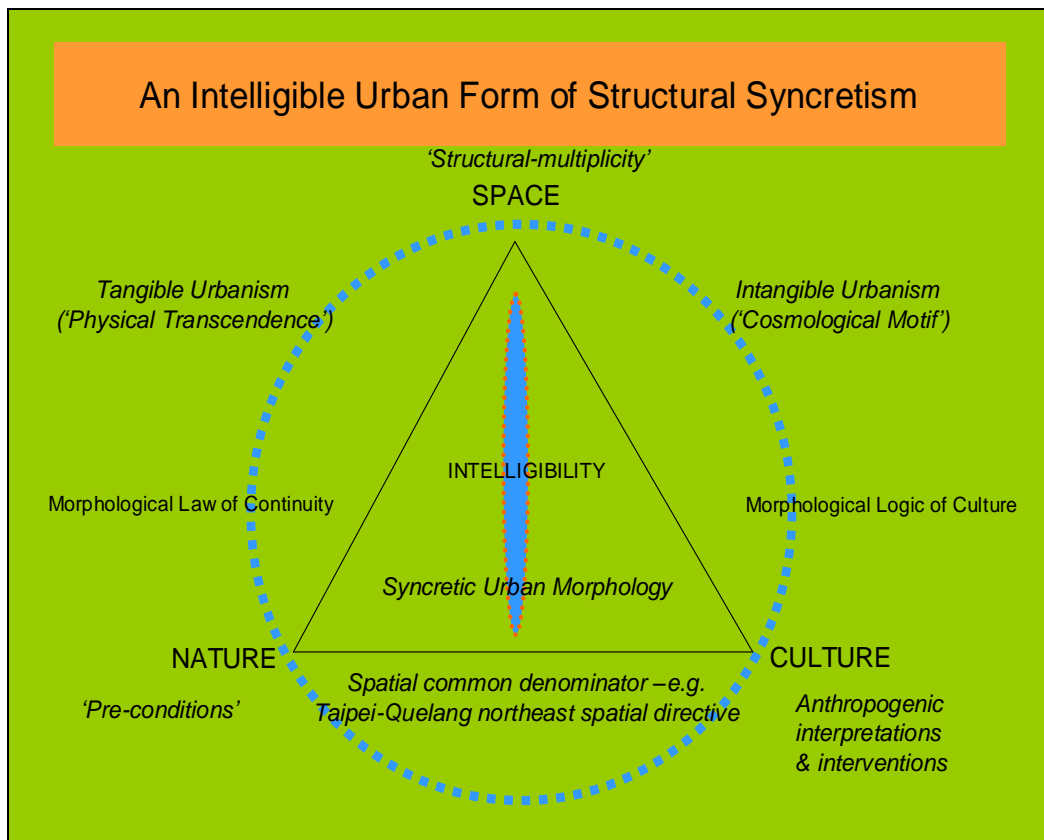 An Intelligible Urban Form of Structural Syncretism
‘Structural-multiplicity’
SPACE
Tangible Urbanism
(‘Physical Transcendence’)
Intangible Urbanism
(‘Cosmological Motif’)
INTELLIGIBILITY
Morphological Law of Continuity
Morphological Logic of Culture
Syncretic Urban Morphology
NATURE
CULTURE
‘Pre-conditions’
Spatial common denominator –e.g.
Taipei-Quelang northeast spatial directive
Anthropogenic
interpretations
& interventions